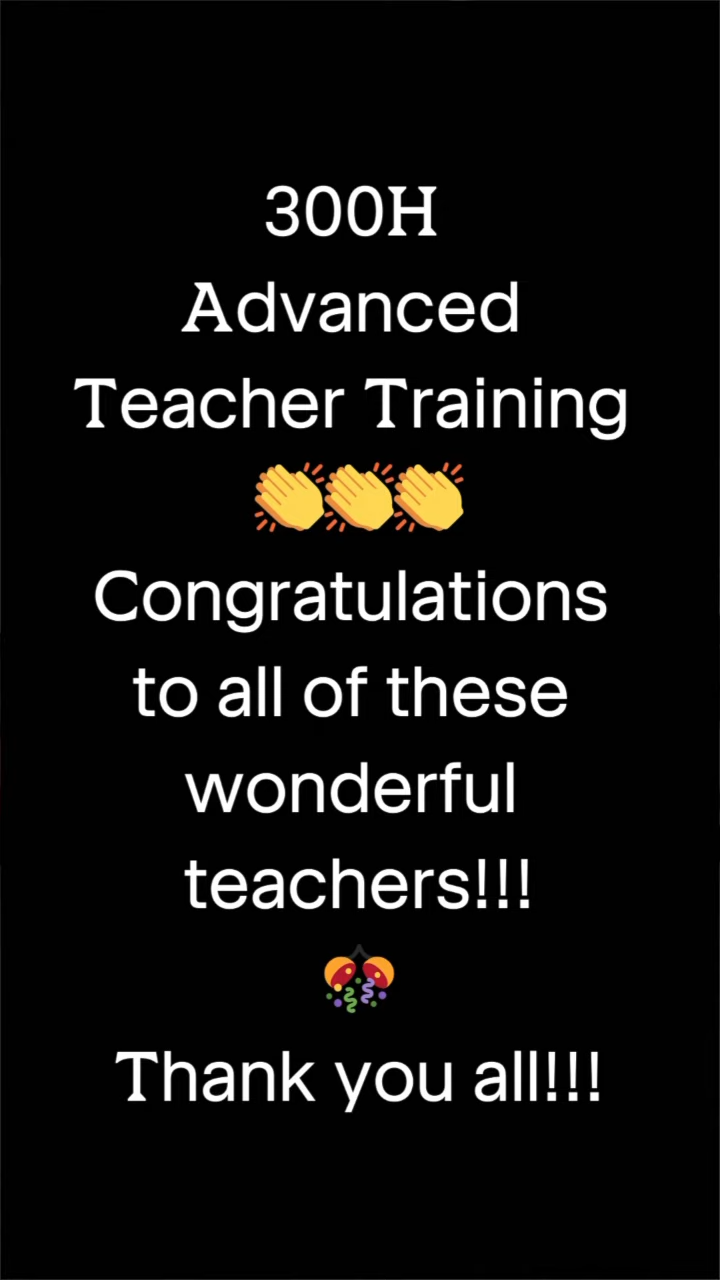 300H
Advanced
Teacher Training
👏👏👏
Congratulations
to all of these
wonderful
teachers!!!
🎊
Thank you all!!!